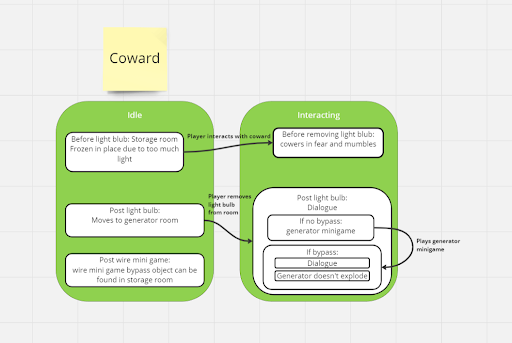 Coward
Idle
Interacting
Before light blub: Storage room
Frozen in place due to too much
light
Player interacts with coward
Before removing light blub:
cowers in fear and mumbles
Post light bulb:
Moves to generator room
Player removes
light bulb
from room
Post light bulb:
Dialogue
If no bypass:
generator minigame
Plays generator
minigame
If bypass:
Dialogue
Generator doesn't explode
Post wire mini game:
wire mini game bypass object can be
found in storage room